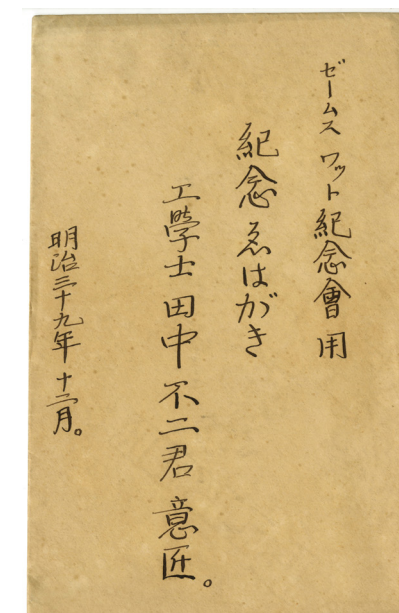 ゼームスワット紀念會用
紀念ゑはがき
工學士田中不二君意匠。
明治三十九年十二月。